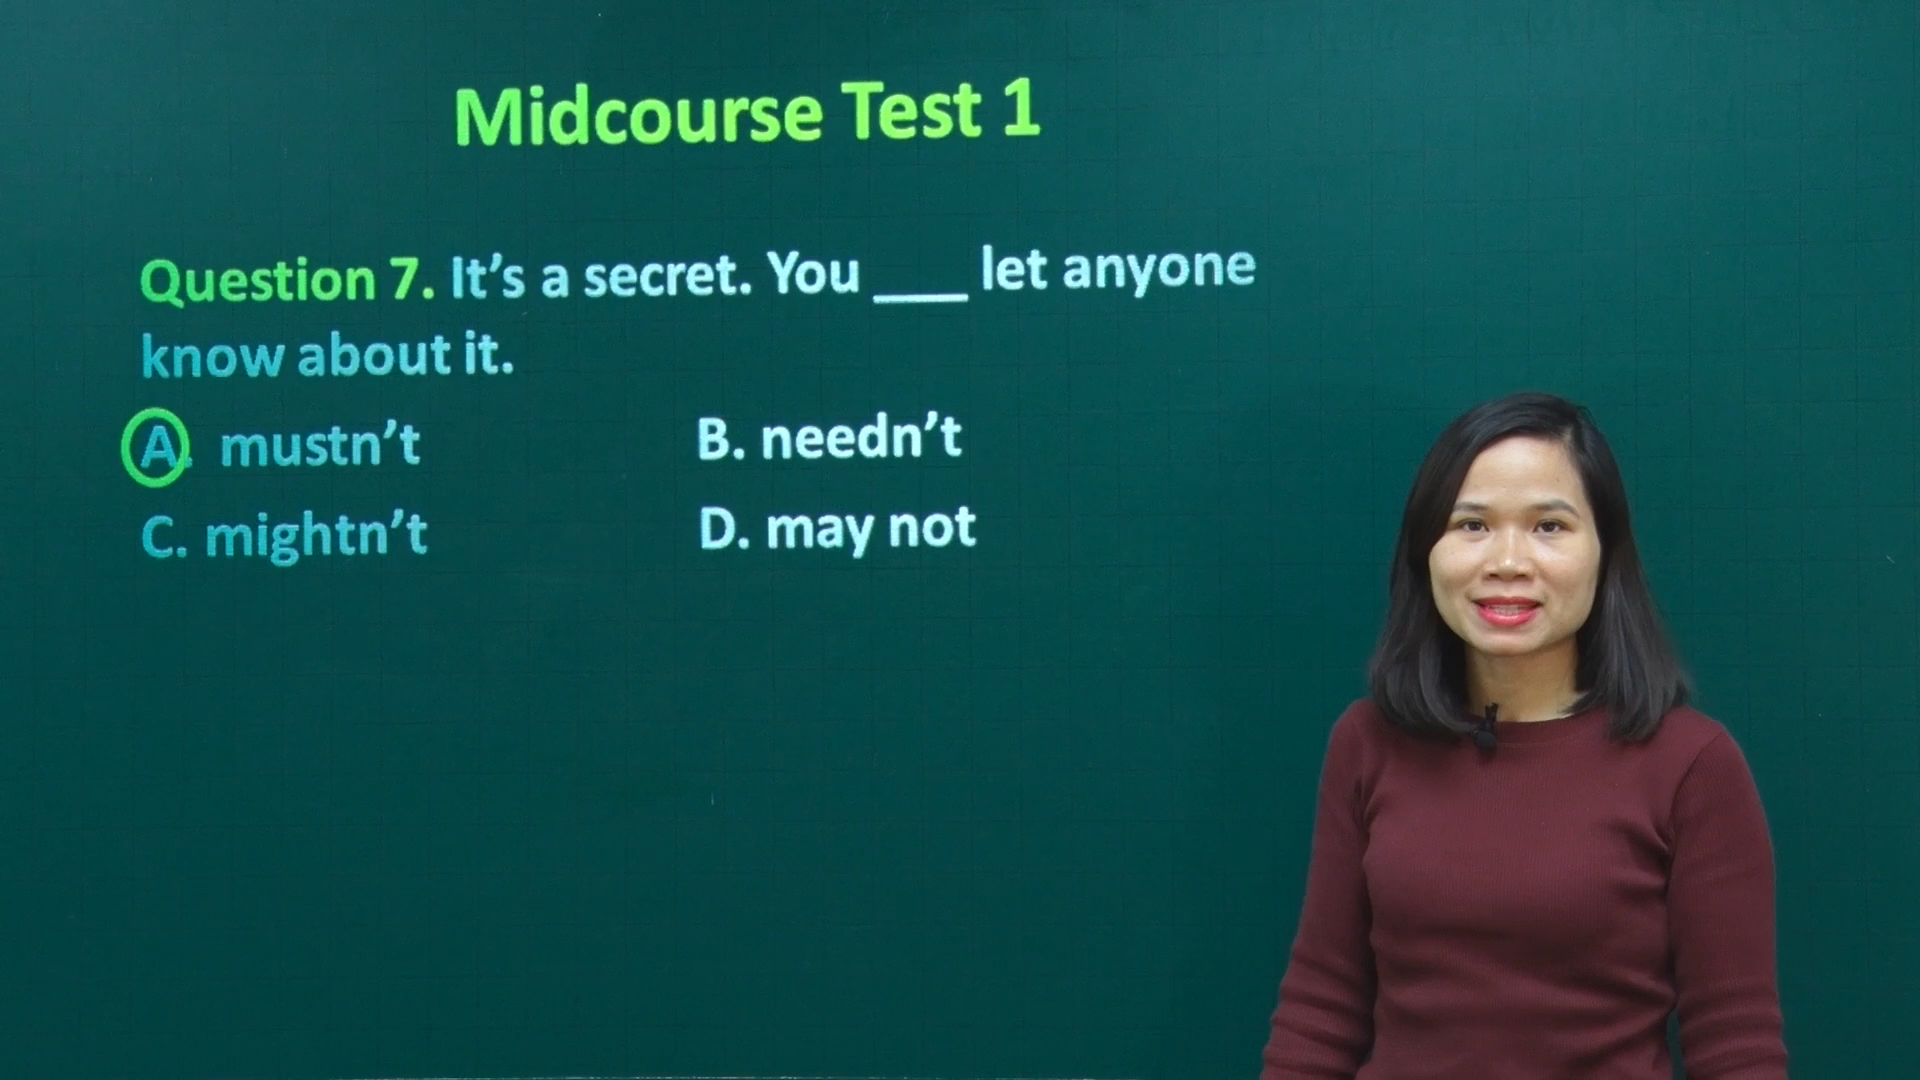 Midcourse Test 1
Question 7. It’s a secret. You ___ let anyone
know about it.
A. mustn’t B. needn’t
C. mightn’t D. may not